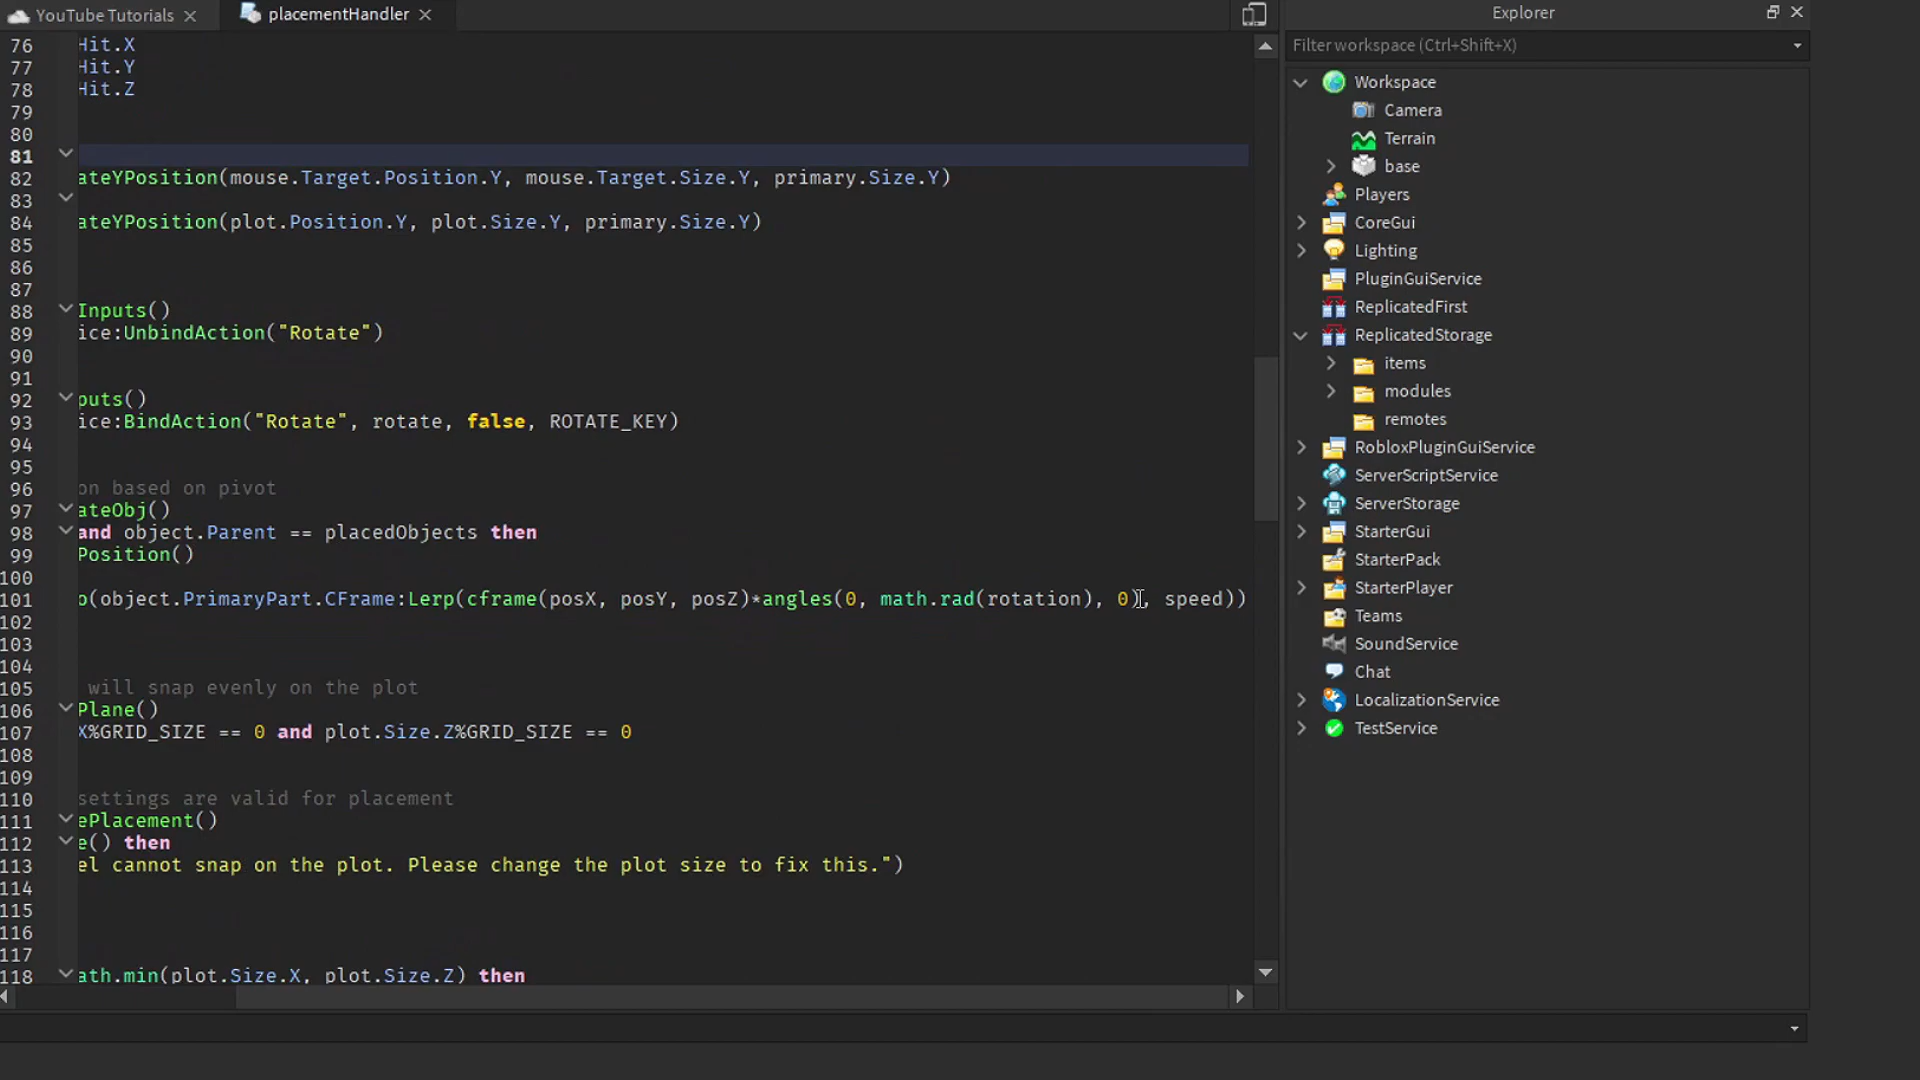 YouTube Tutorials
placementHandler
76 Hit.X
77 Hit.Y
78 Hit.Z
79
80
81
82 ateYPosition(mouse.Target.Position.Y, mouse.Target.Size.Y, primary.Size.Y)
83
84 ateYPosition(plot.Position.Y, plot.Size.Y, primary.Size.Y)
85
86
87
88 Inputs()
89 ice:UnbindAction("Rotate")
90
91
92 puts()
93 ice:BindAction("Rotate", rotate, false, ROTATE_KEY)
94
95
96 on based on pivot
97 ateObj()
98 and object.Parent == placedObjects then
99 Position()
100
101 o(object.PrimaryPart.CFrame:Lerp(cframe(posX, posY, posZ)*angles(0, math.rad(rotation), 0), speed))
102
103
104
105 will snap evenly on the plot
106 Plane()
107 X%GRID_SIZE == 0 and plot.Size.Z%GRID_SIZE == 0
108
109
110 settings are valid for placement
111 ePlacement()
112 e() then
113 el cannot snap on the plot. Please change the plot size to fix this.")
114
115
116
117
118 ath.min(plot.Size.X, plot.Size.Z) then
Explorer
Filter workspace (Ctrl+Shift+X)
Workspace
Camera
Terrain
base
Players
CoreGui
Lighting
PluginGuiService
ReplicatedFirst
ReplicatedStorage
items
modules
remotes
RobloxPluginGuiService
ServerScriptService
ServerStorage
StarterGui
StarterPack
StarterPlayer
Teams
SoundService
Chat
LocalizationService
TestService